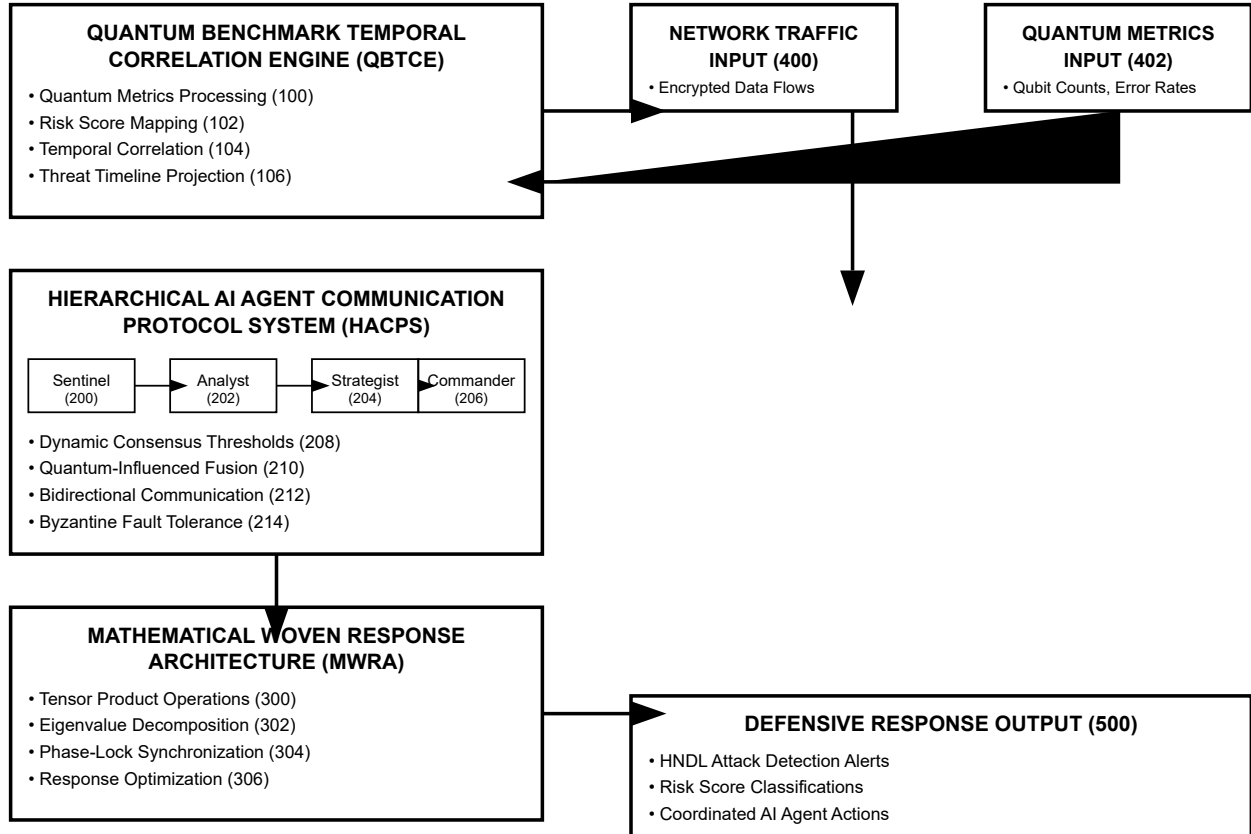 QUANTUM BENCHMARK TEMPORAL
CORRELATION ENGINE (QBTCE)
• Quantum Metrics Processing (100)
• Risk Score Mapping (102)
• Temporal Correlation (104)
• Threat Timeline Projection (106)
NETWORK TRAFFIC
INPUT (400)
• Encrypted Data Flows
QUANTUM METRICS
INPUT (402)
• Qubit Counts, Error Rates
HIERARCHICAL AI AGENT COMMUNICATION
PROTOCOL SYSTEM (HACPS)
Sentinel
(200)
Analyst
(202)
Strategist
(204)
Commander
(206)
• Dynamic Consensus Thresholds (208)
• Quantum-Influenced Fusion (210)
• Bidirectional Communication (212)
• Byzantine Fault Tolerance (214)
MATHEMATICAL WOVEN RESPONSE
ARCHITECTURE (MWRA)
• Tensor Product Operations (300)
• Eigenvalue Decomposition (302)
• Phase-Lock Synchronization (304)
• Response Optimization (306)
DEFENSIVE RESPONSE OUTPUT (500)
• HNDL Attack Detection Alerts
• Risk Score Classifications
• Coordinated AI Agent Actions